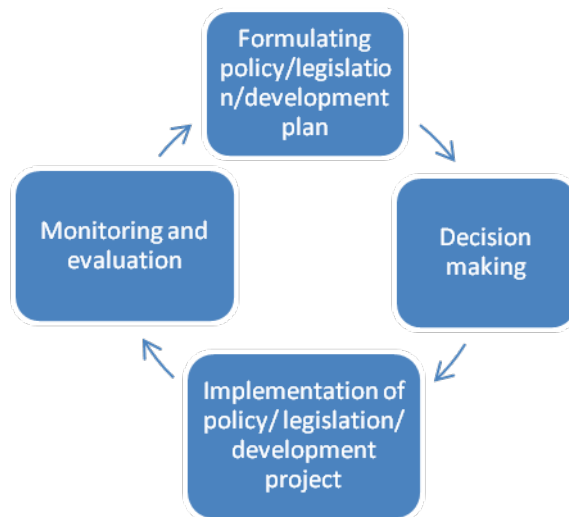 Formulating
policy/legislatio
n/development
plan
Decision
making
Implementation of
policy/ legislation/
development
project
Monitoring and
evaluation